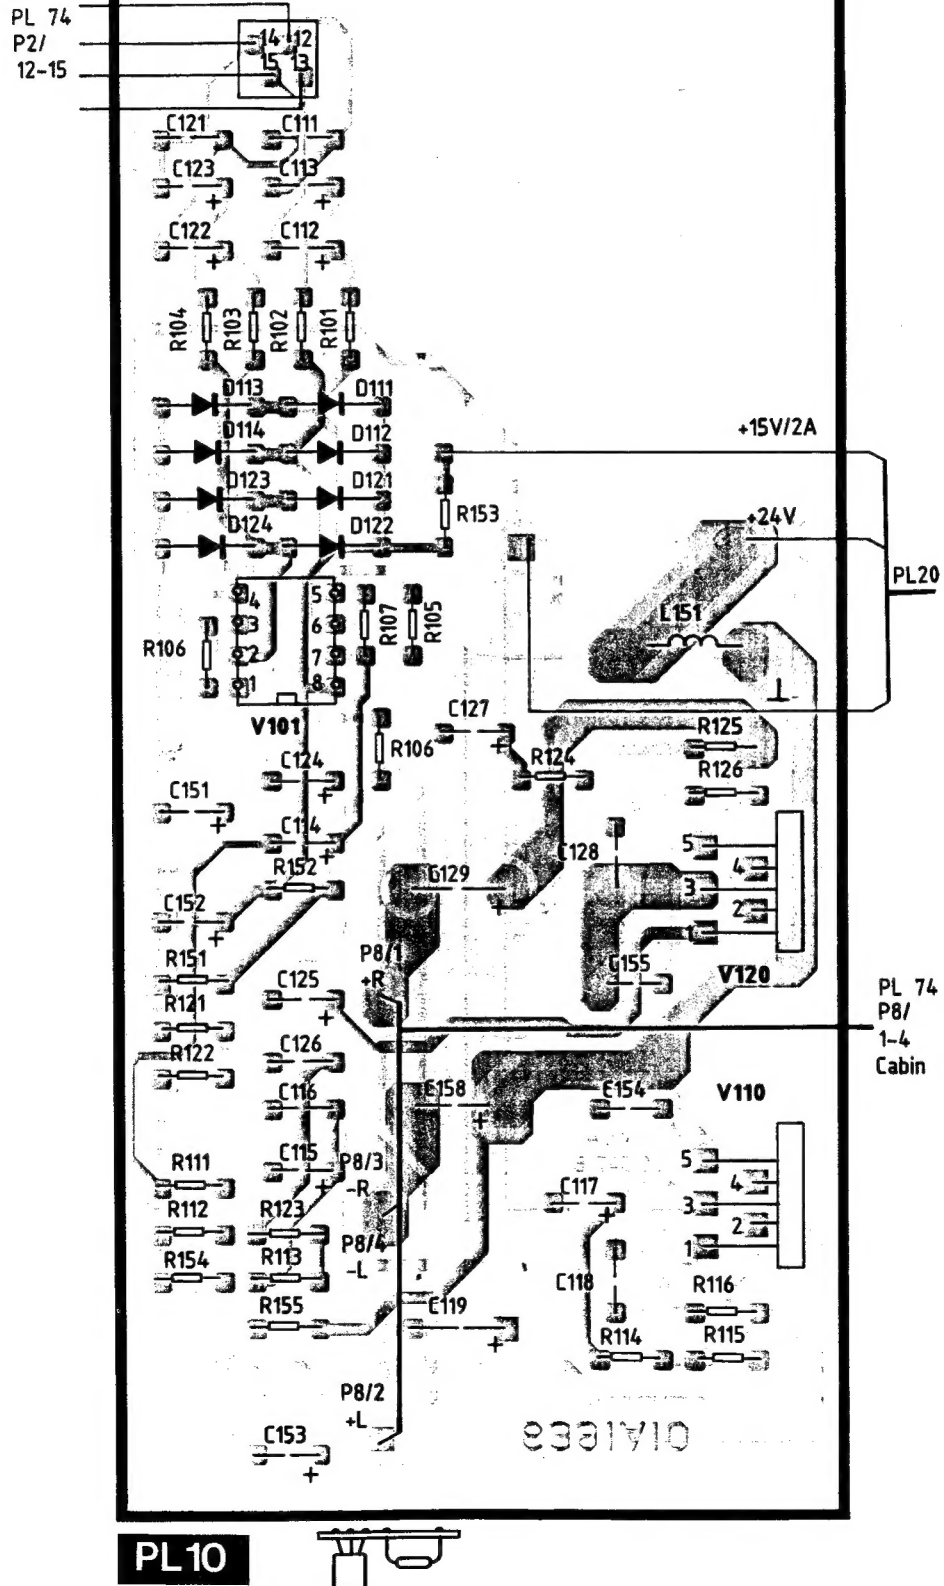 PL 74
P2/
12-15
14 12
15 13
C121 C111
C123 C113
+ +
C122 C112
+ +
R104 R103 R102 R101
D113 D111
D114 D112
D123 D121
D124 D122
R153
+15V/2A
+24V
PL20
L151
4 5
3 6
2 7
1 8
R106
R107 R105
V101
R106
C127
+
R124
R125
R126
C124
+
C151
+
C114
+
R152
C129
+
C128
5
4
3
2
1
V120
C152
+
P8/1
+R
R151
C155
C125
+
R121
PL 74
P8/
1-4
Cabin
R122
C126
C116
C158
+
C154
V110
C115
+
P8/3
-R
5
4
3
2
1
R111
C117
+
R112 R123
P8/4
-L
R154 R113
C118
R116
R155
C119
+
R114 R115
P8/2
+L
C153
+
6391A10
PL10